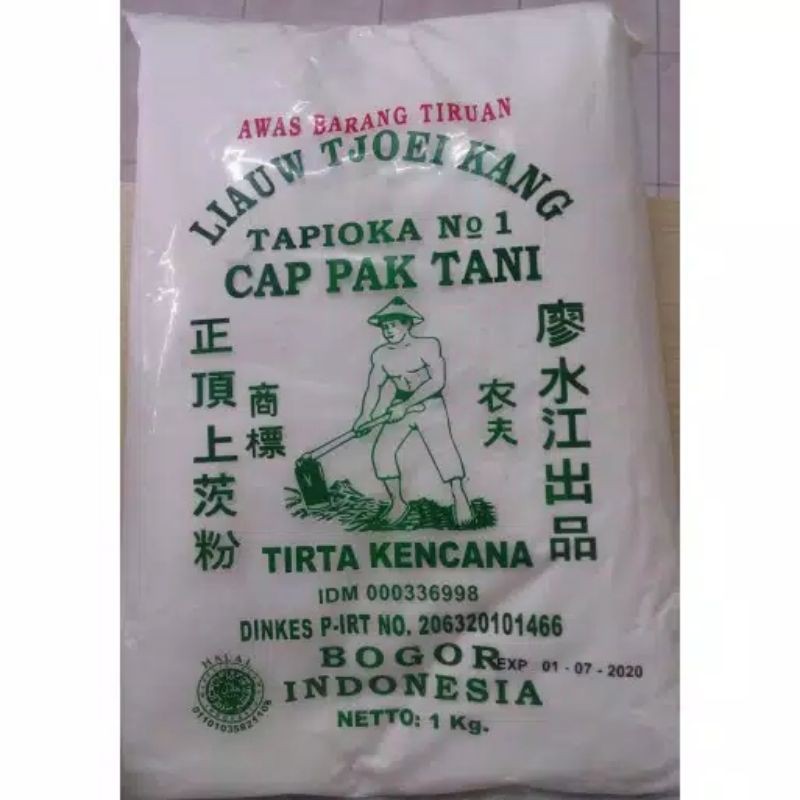 AWAS BARANG TIRUAN
LIAUW TJOEI KANG
TAPIOKA No 1
CAP PAK TANI
正頂上茨粉
商標
农夫
廖水江出品
TIRTA KENCANA
IDM 000336998
DINKES P-IRT NO. 206320101466
BOGOR
EXP 01 - 07 - 2020
INDONESIA
NETTO: 1 Kg.
HALAL